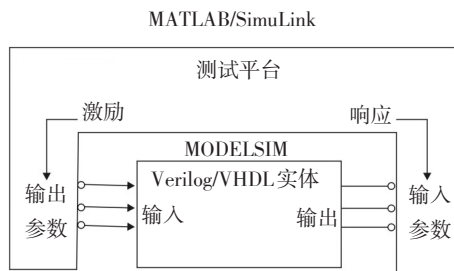 MATLAB/SimuLink
测试平台
激励
响应
MODELSIM
Verilog/VHDL实体
输出
参数
输入
输出
输入
参数